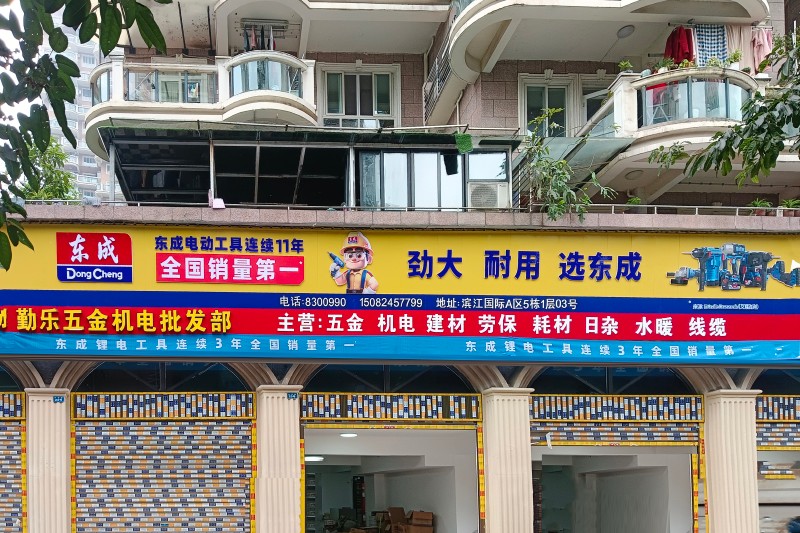 东成
DongCheng
东成电动工具连续11年
全国销量第一
劲大 耐用 选东成
电话:8300990 15082457799 地址:滨江国际A区5栋1层03号
勤乐五金机电批发部
主营:五金 机电 建材 劳保 耗材 日杂 水暖 线缆
东成锂电工具连续3年全国销量第一
东成锂电工具连续3年全国销量第一